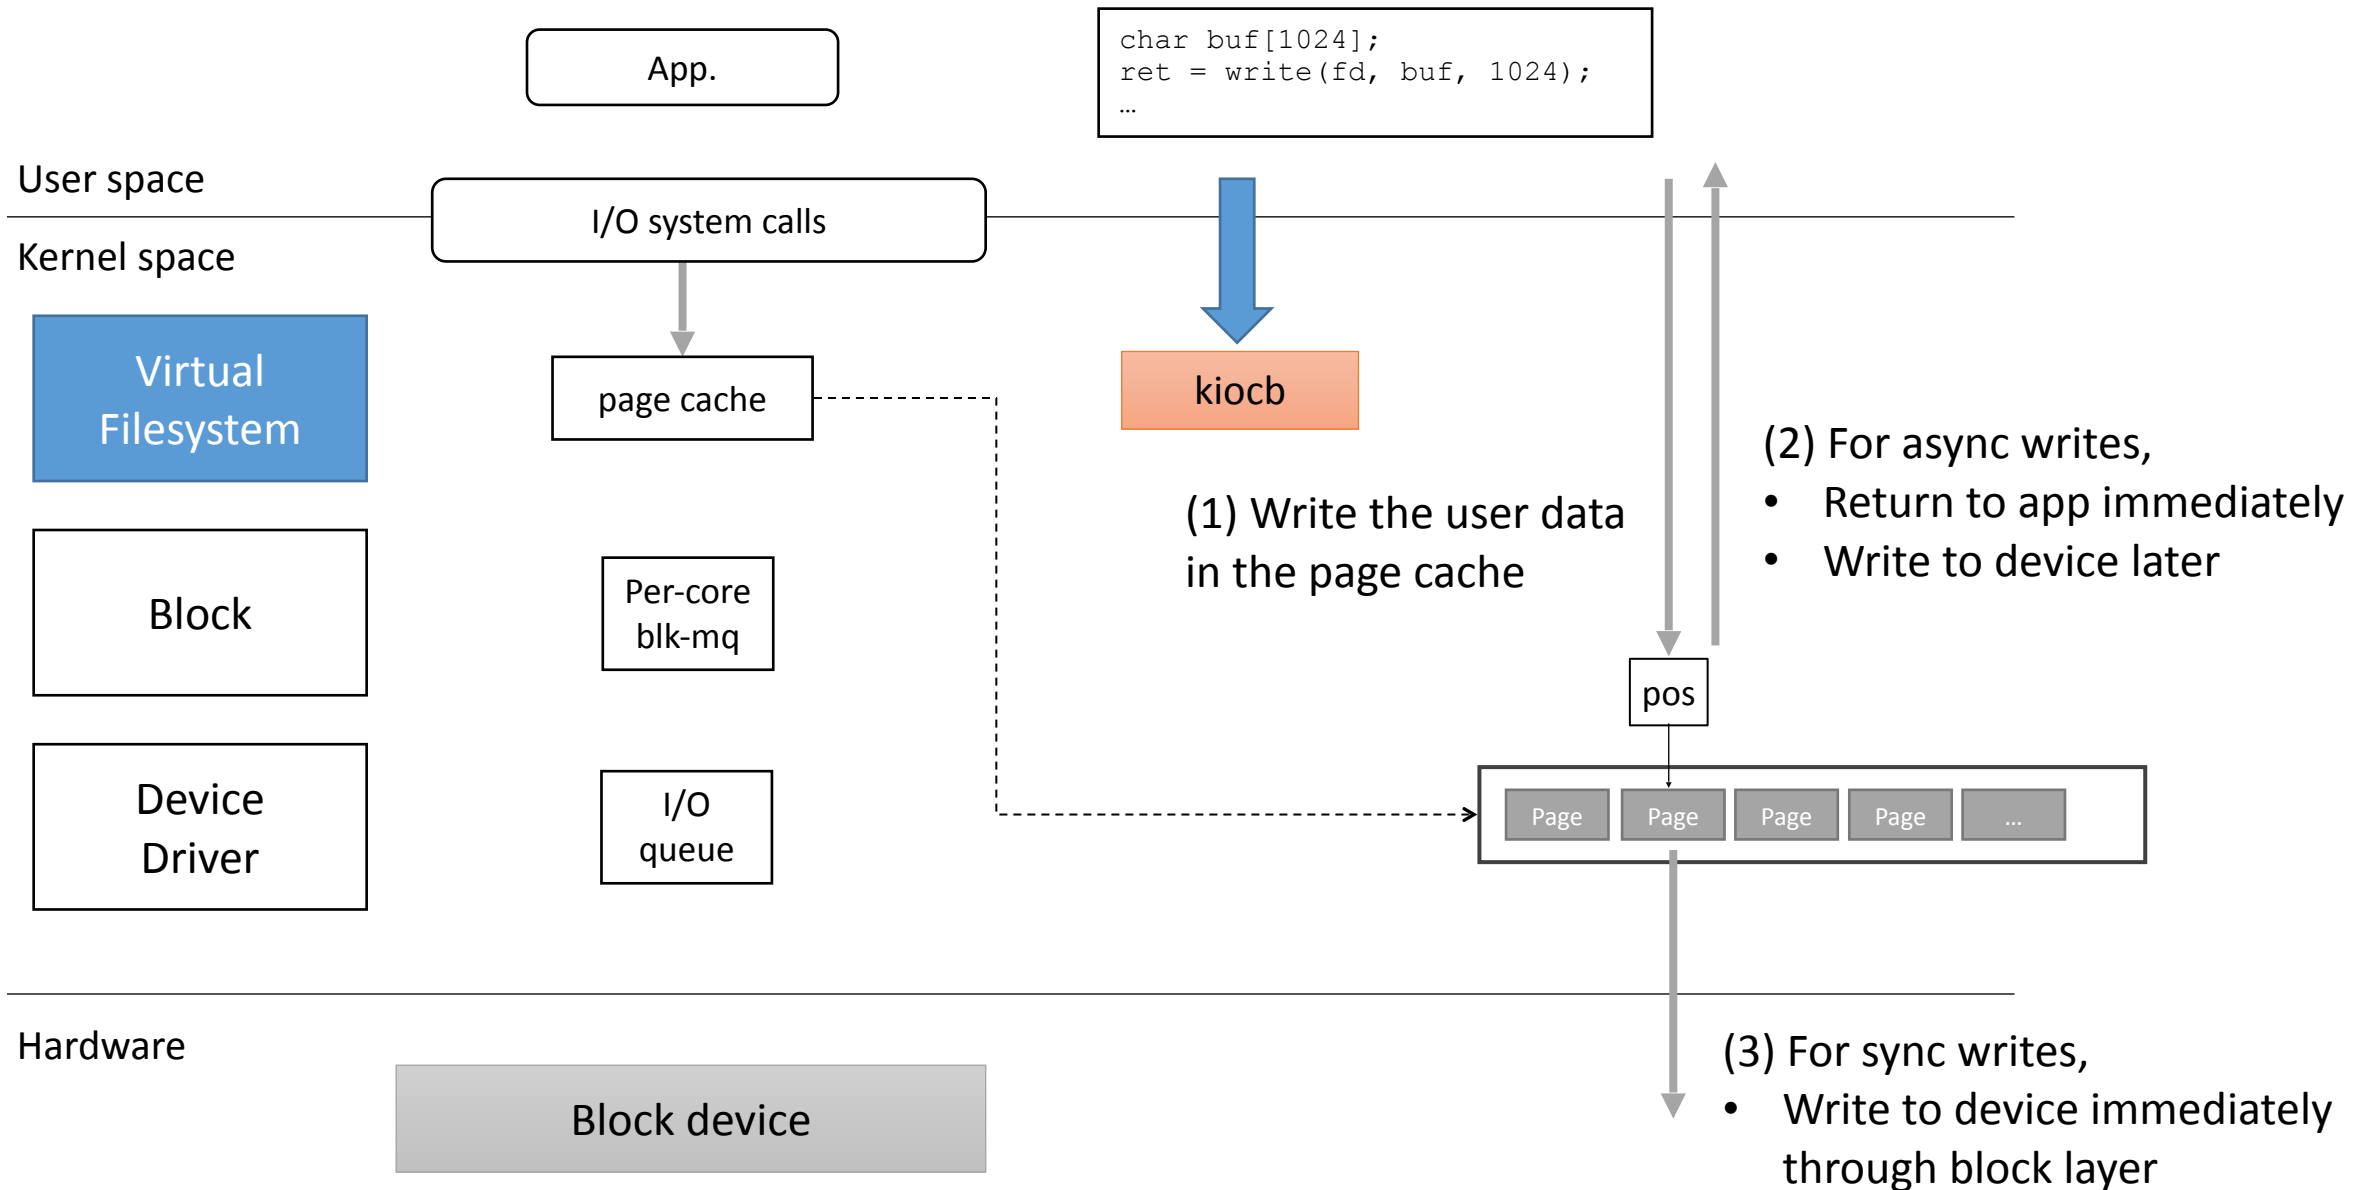 App.
char buf[1024];
ret = write(fd, buf, 1024);
…
User space
I/O system calls
Kernel space
Virtual
Filesystem
page cache
kiocb
(1) Write the user data
in the page cache
(2) For async writes,
• Return to app immediately
• Write to device later
Block
Per-core
blk-mq
pos
Device
Driver
I/O
queue
Page
Page
Page
Page
...
Hardware
Block device
(3) For sync writes,
• Write to device immediately
through block layer